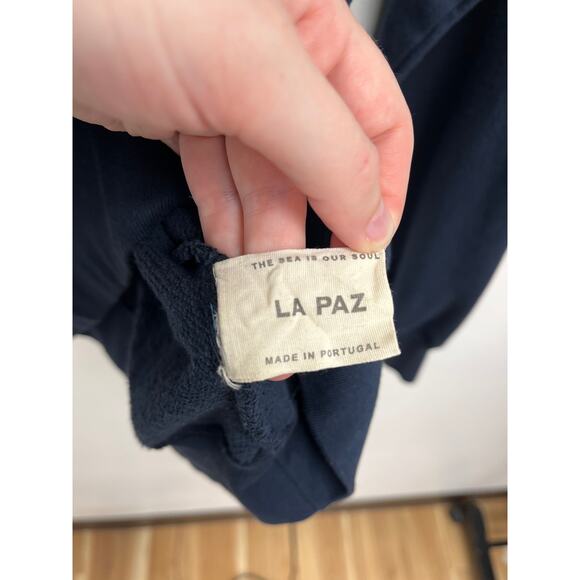 THE SEA IS OUR SOUL
LA PAZ
MADE IN PORTUGAL